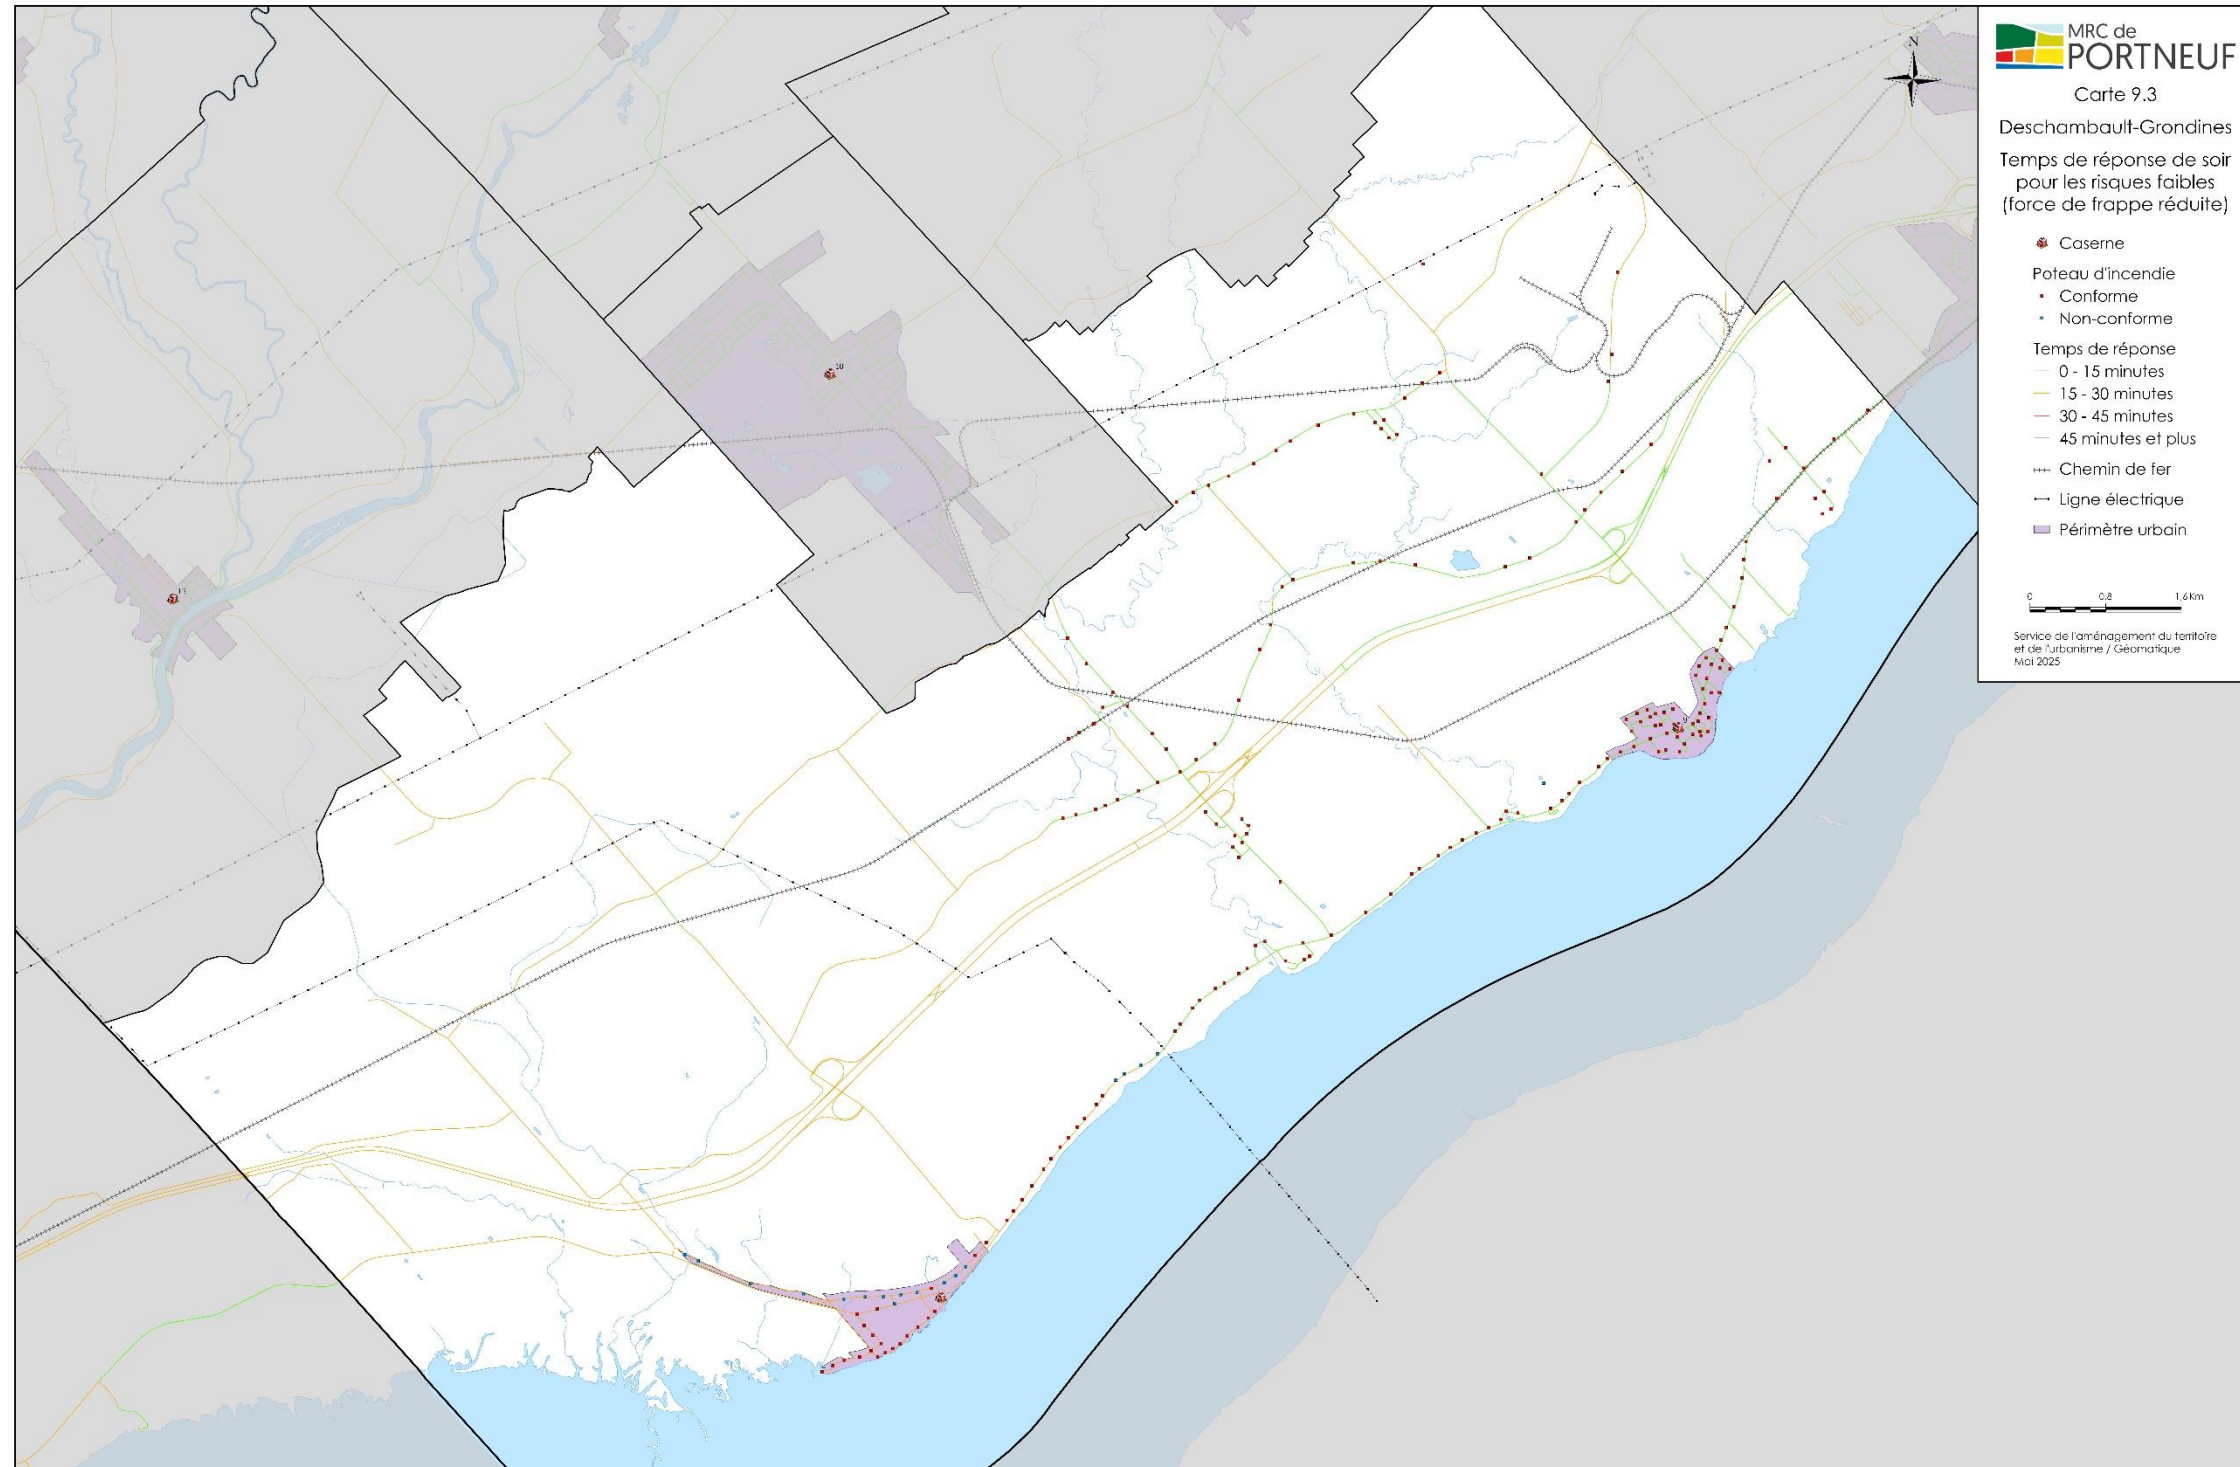 MRC de
PORTNEUF
N
Carte 9.3
Deschambault-Grondines
Temps de réponse de soir
pour les risques faibles
(force de frappe réduite)
Caserne
Poteau d'incendie
Conforme
Non-conforme
Temps de réponse
0 - 15 minutes
15 - 30 minutes
30 - 45 minutes
45 minutes et plus
Chemin de fer
Ligne électrique
Périmètre urbain
0 0,8 1,6 Km
Service de l'aménagement du territoire
et de l'urbanisme / Géomatique
Mai 2025
9